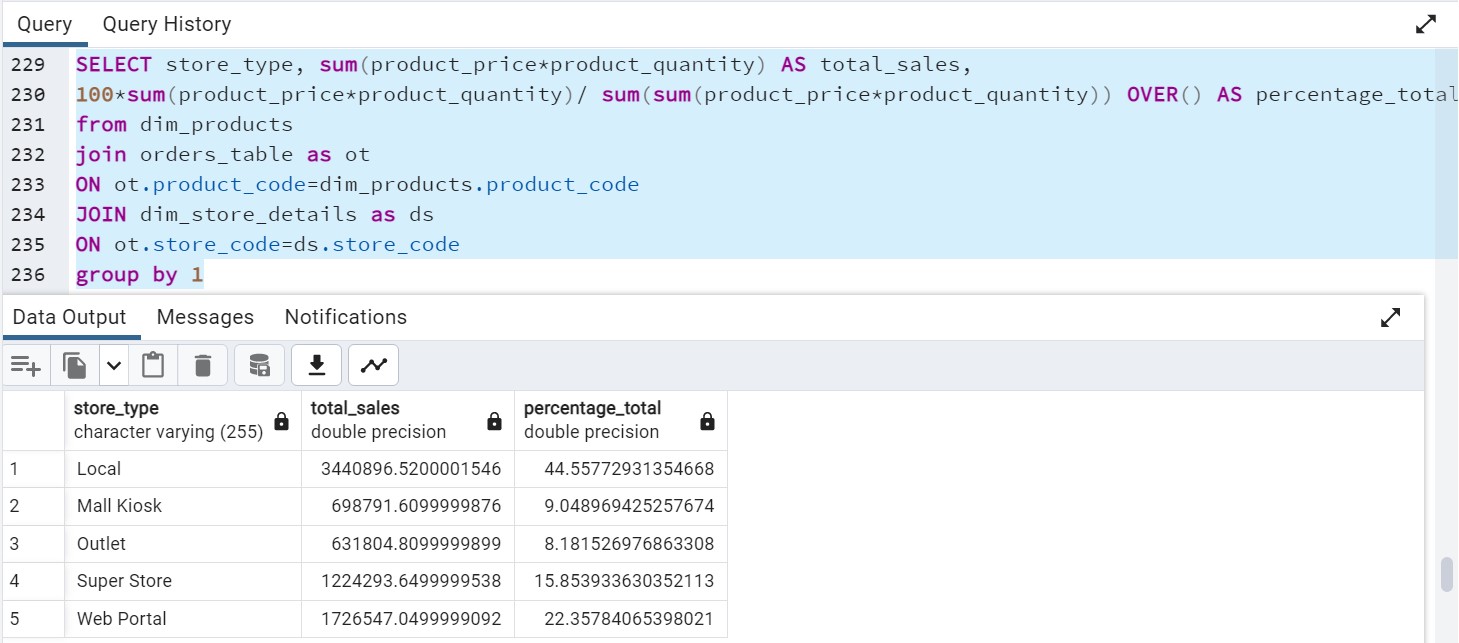 Query Query History
229 SELECT store_type, sum(product_price*product_quantity) AS total_sales,
230 100*sum(product_price*product_quantity)/ sum(sum(product_price*product_quantity)) OVER() AS percentage_total
231 from dim_products
232 join orders_table as ot
233 ON ot.product_code=dim_products.product_code
234 JOIN dim_store_details as ds
235 ON ot.store_code=ds.store_code
236 group by 1
Data Output Messages Notifications
store_type total_sales percentage_total
character varying (255) double precision double precision
1 Local 3440896.5200001546 44.55772931354668
2 Mall Kiosk 698791.6099999876 9.048969425257674
3 Outlet 631804.8099999899 8.181526976863308
4 Super Store 1224293.6499999538 15.853933630352113
5 Web Portal 1726547.0499999092 22.35784065398021